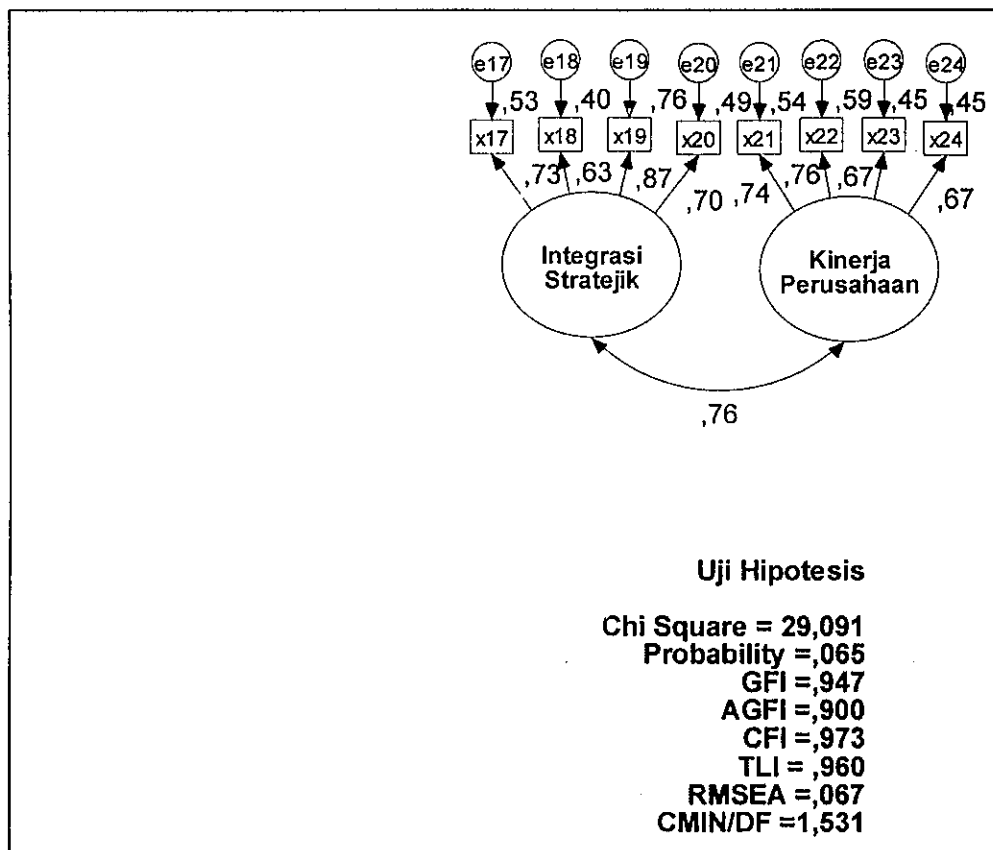 e17 e18 e19 e20 e21 e22 e23 e24
,53 ,40 ,76 ,49 ,54 ,59 ,45 ,45
x17 x18 x19 x20 x21 x22 x23 x24
,73 ,63 ,87 ,70 ,74 ,76 ,67 ,67
Integrasi
Stratejik
Kinerja
Perusahaan
,76
Uji Hipotesis
Chi Square = 29,091
Probability =,065
GFI =,947
AGFI =,900
CFI =,973
TLI = ,960
RMSEA =,067
CMIN/DF =1,531